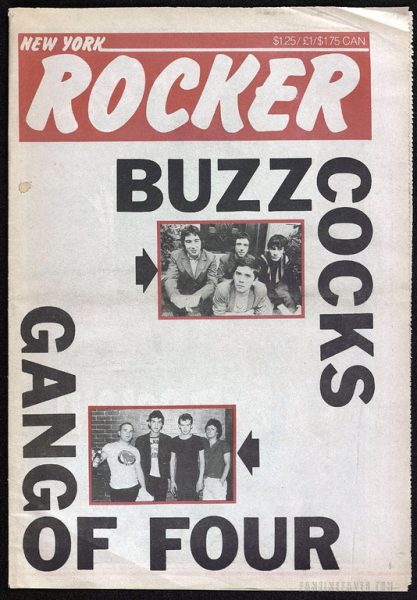 NEW YORK
$1.25/£1/$1.75 CAN.
ROCKER
BUZZ
COCKS
GANG
OF FOUR